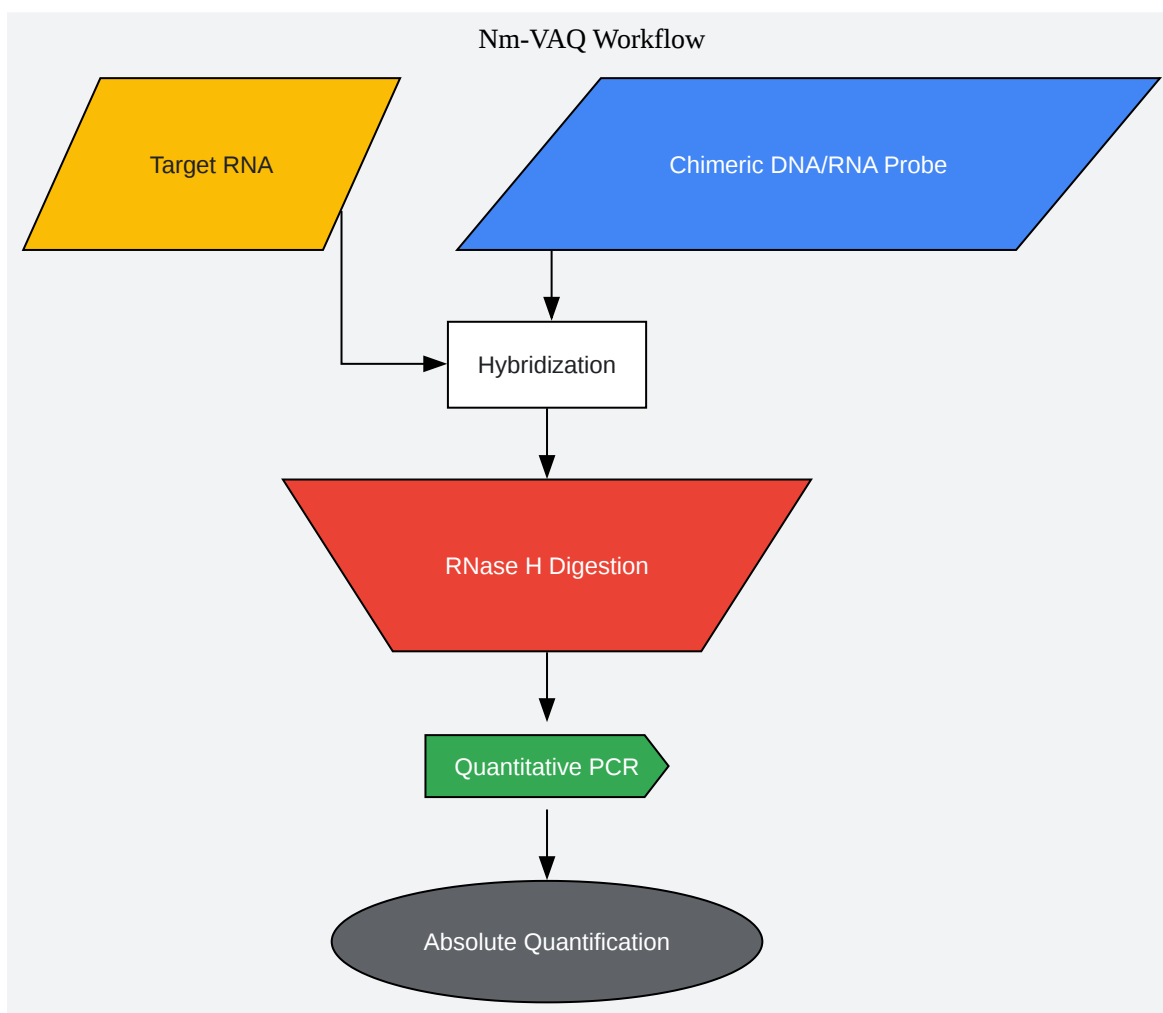 Nm-VAQ Workflow
Target RNA
Chimeric DNA/RNA Probe
Hybridization
RNase H Digestion
Quantitative PCR
Absolute Quantification